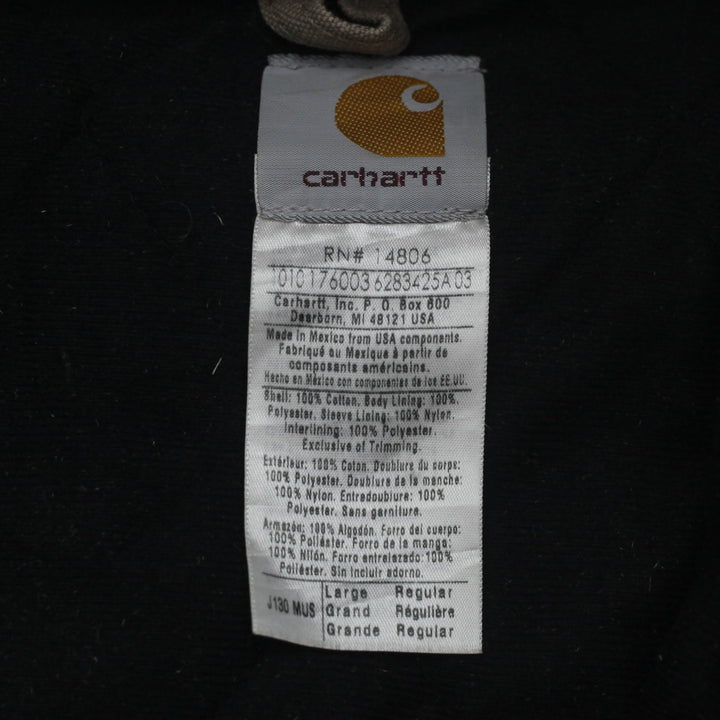 carhartt
RN# 14806
1010176003 6283425A 03
Carhartt, Inc. P. O. Box 600
Dearborn, MI 48121 USA
Made in Mexico from USA components.
Fabriqué au Mexique à partir de
composants américains.
Hecho en México con componentes de los EE.UU.
Shell: 100% Cotton. Body Lining: 100%.
Polyester. Sleeve Lining: 100% Nylon.
Interlining: 100% Polyester.
Exclusive of Trimming.
Extérieur: 100% Coton. Doublure du corps:
100% Polyester. Doublure de la manche:
100% Nylon. Entredoublure: 100%
Polyester. Sans garniture.
Armazón: 100% Algodón. Forro del cuerpo:
100% Poliéster. Forro de la manga:
100% Nilón. Forro entrelazado: 100%
Poliéster. Sin incluir adorno.
J130 MUS
Large Regular
Grand Régulière
Grande Regular